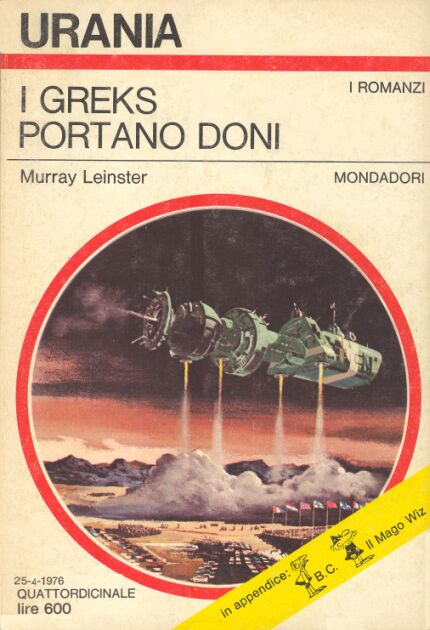 URANIA
I ROMANZI
I GREKS
PORTANO DONI
Murray Leinster
MONDADORI
25-4-1976
QUATTORDICINALE
lire 600
in appendice:
B.C.
Il Mago Wiz